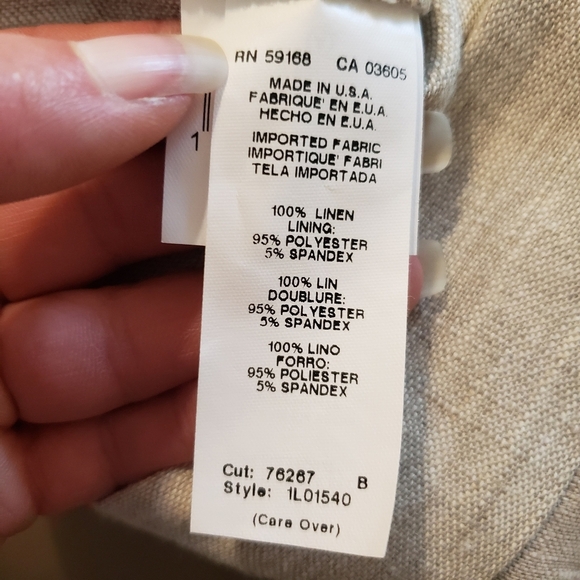 RN 59168 CA 03605
MADE IN U.S.A.
FABRIQUE' EN E.U.A.
HECHO EN E.U.A.
IMPORTED FABRIC
IMPORTIQUE' FABRI
TELA IMPORTADA
100% LINEN
LINING:
95% POLYESTER
5% SPANDEX
100% LIN
DOUBLURE:
95% POLYESTER
5% SPANDEX
100% LINO
FORRO:
95% POLIESTER
5% SPANDEX
Cut: 76267 B
Style: 1L01540
(Care Over)
1